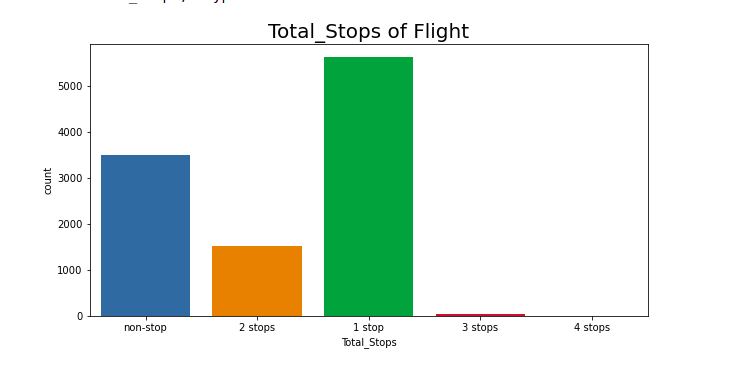 Total_Stops of Flight
5000
4000
3000
2000
1000
0
count
non-stop 2 stops 1 stop 3 stops 4 stops
Total_Stops